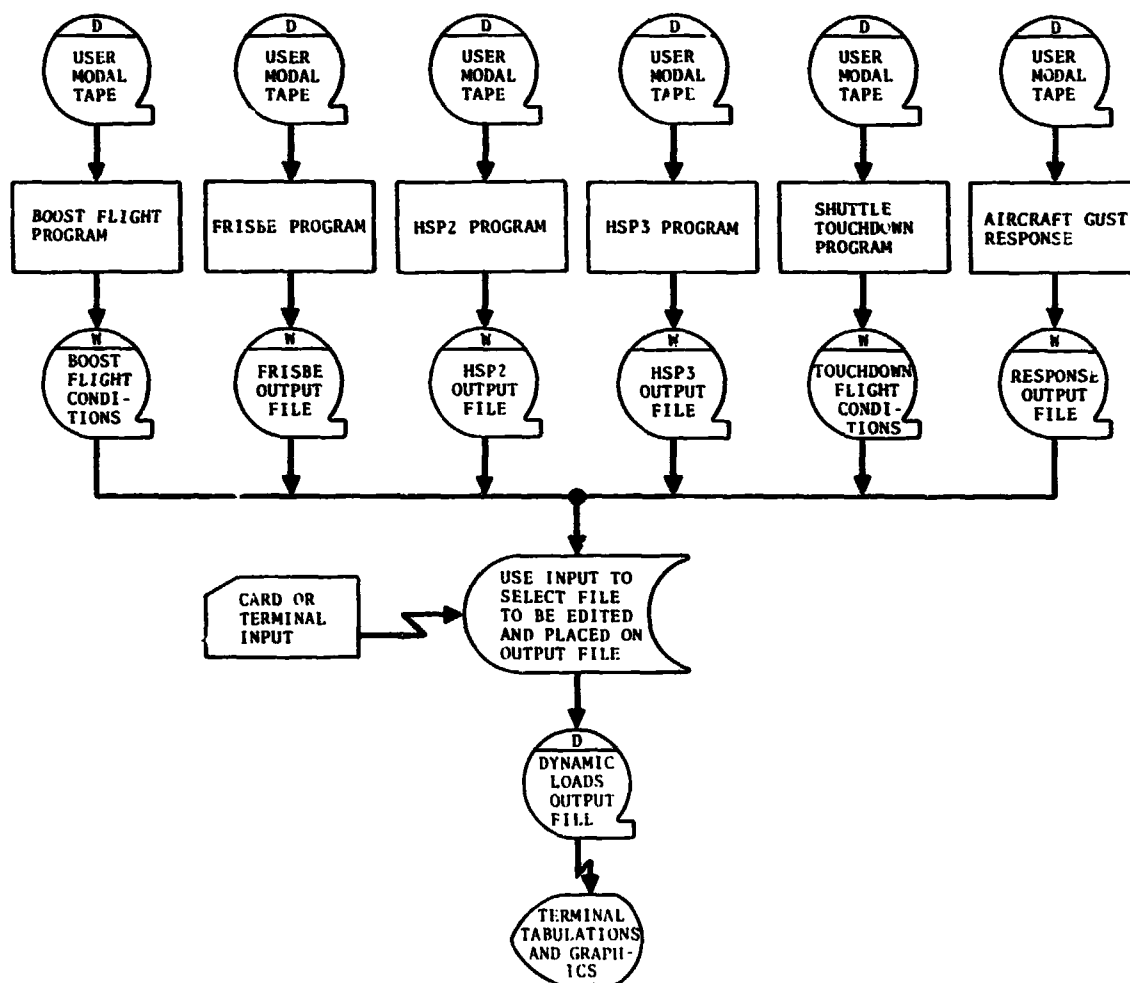 D
USER
MODAL
TAPE
D
USER
MODAL
TAPE
D
USER
MODAL
TAPE
D
USER
MODAL
TAPE
D
USER
MODAL
TAPE
D
USER
MODAL
TAPE
BOOST FLIGHT
PROGRAM
FRISBE PROGRAM
HSP2 PROGRAM
HSP3 PROGRAM
SHUTTLE
TOUCHDOWN
PROGRAM
AIRCRAFT GUST
RESPONSE
W
BOOST
FLIGHT
CONDI-
TIONS
W
FRISBE
OUTPUT
FILE
W
HSP2
OUTPUT
FILE
W
HSP3
OUTPUT
FILE
W
TOUCHDOWN
FLIGHT
CONDI-
TIONS
W
RESPONSE
OUTPUT
FILE
CARD OR
TERMINAL
INPUT
USE INPUT TO
SELECT FILE
TO BE EDITED
AND PLACED ON
OUTPUT FILE
D
DYNAMIC
LOADS
OUTPUT
FILE
TERMINAL
TABULATIONS
AND GRAPH-
ICS